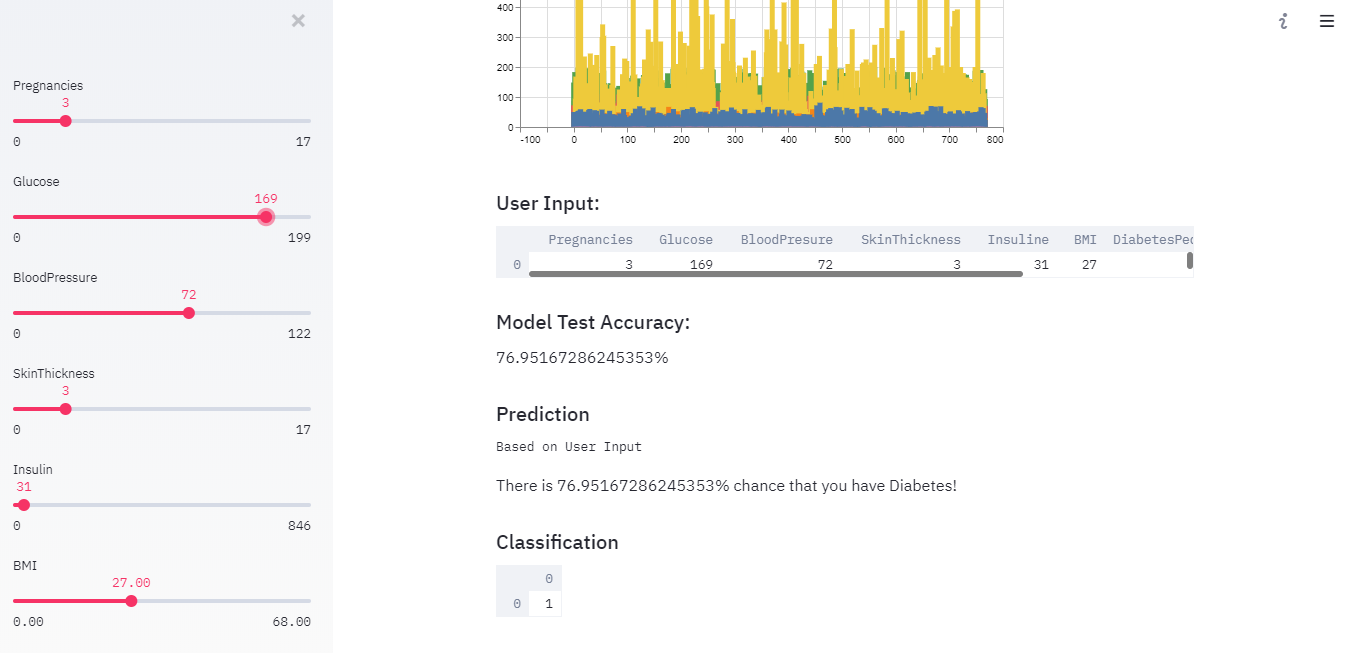 ×
Pregnancies
3
0 17
Glucose
169
0 199
BloodPressure
72
0 122
SkinThickness
3
0 17
Insulin
31
0 846
BMI
27.00
0.00 68.00
400
300
200
100
0
-100 0 100 200 300 400 500 600 700 800
User Input:
Pregnancies Glucose BloodPresure SkinThickness Insuline BMI DiabetesPed
0 3 169 72 3 31 27
Model Test Accuracy:
76.95167286245353%
Prediction
Based on User Input
There is 76.95167286245353% chance that you have Diabetes!
Classification
0
0 1